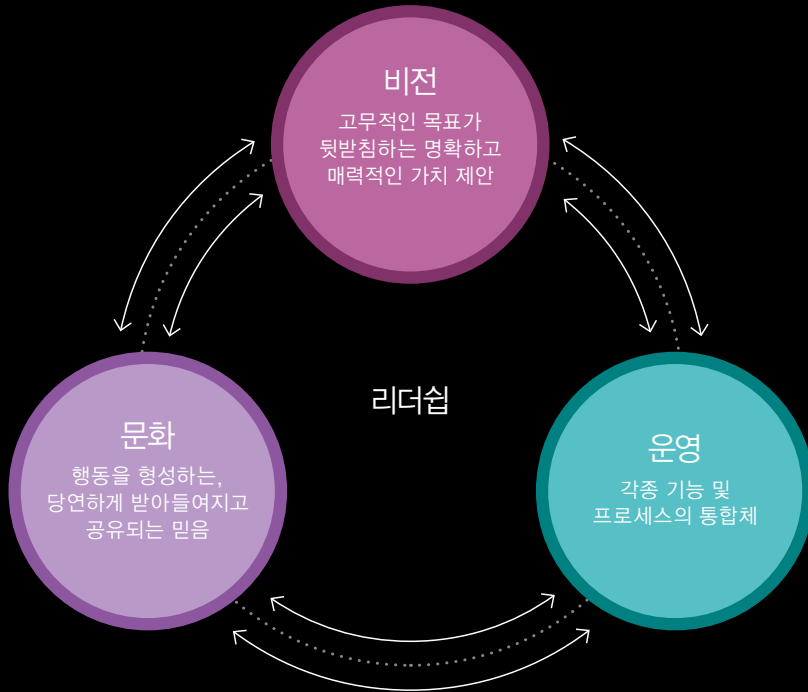 비전
고무적인 목표가
뒷받침하는 명확하고
매력적인 가치 제안
리더쉽
문화
행동을 형성하는,
당연하게 받아들여지고
공유되는 믿음
운영
각종 기능 및
프로세스의 통합체